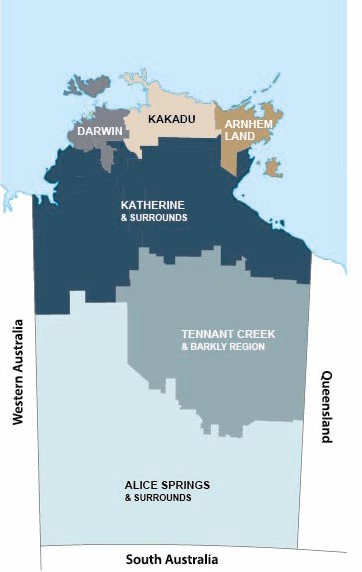 DARWIN
KAKADU
ARNHEM
LAND
KATHERINE
& SURROUNDS
TENNANT CREEK
& BARKLY REGION
Western Australia
Queensland
ALICE SPRINGS
& SURROUNDS
South Australia